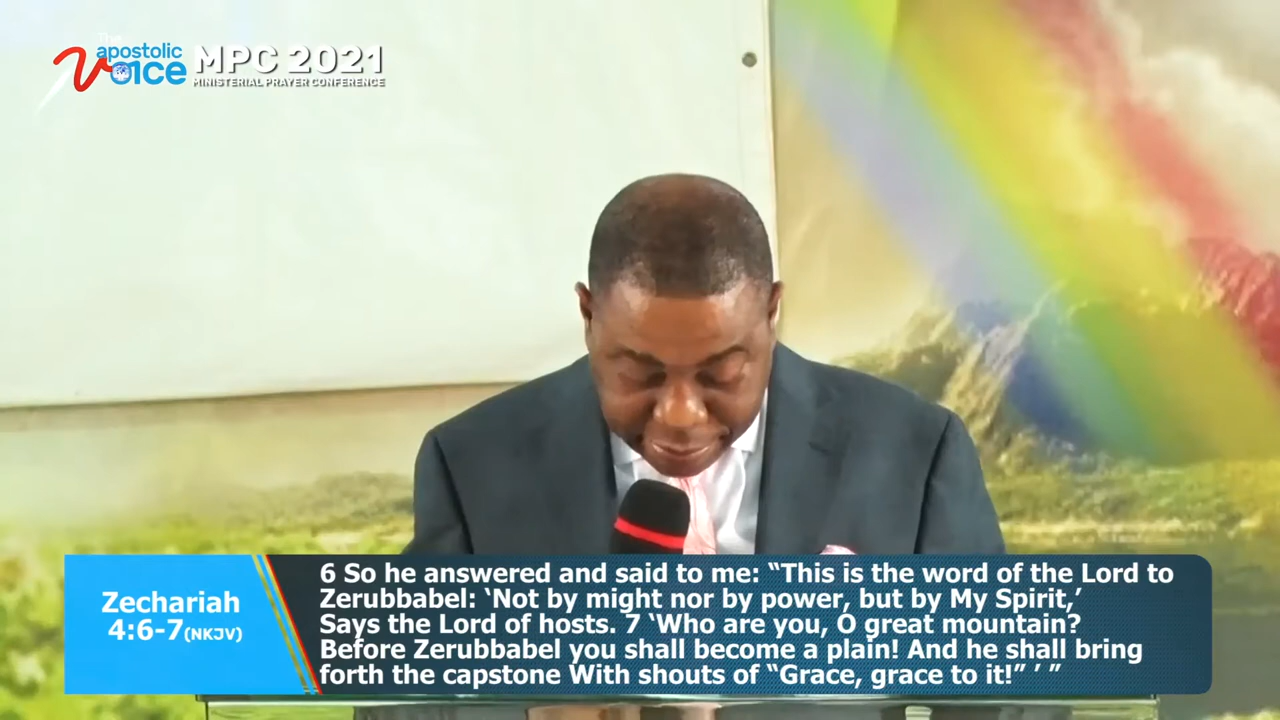 The
apostolic
VOICE
MPC 2021
MINISTERIAL PRAYER CONFERENCE
Zechariah
4:6-7(NKJV)
6 So he answered and said to me: “This is the word of the Lord to
Zerubbabel: ‘Not by might nor by power, but by My Spirit,’
Says the Lord of hosts. 7 ‘Who are you, O great mountain?
Before Zerubbabel you shall become a plain! And he shall bring
forth the capstone With shouts of “Grace, grace to it!” ’ ”